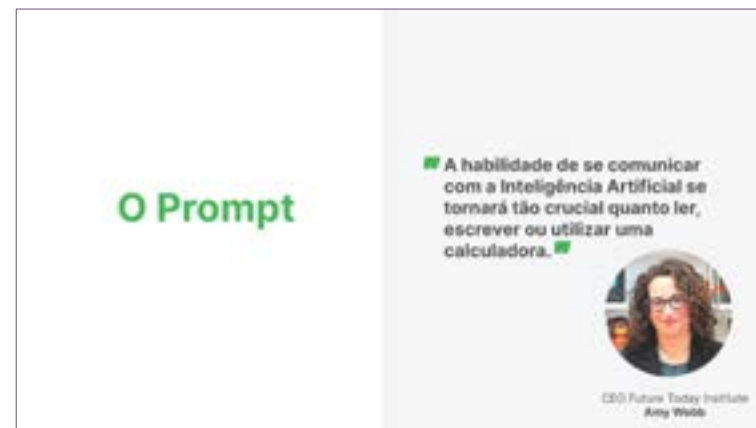 O Prompt
" A habilidade de se comunicar
com a Inteligência Artificial se
tornará tão crucial quanto ler,
escrever ou utilizar uma
calculadora. "
CEO Future Today Institute
Amy Webb